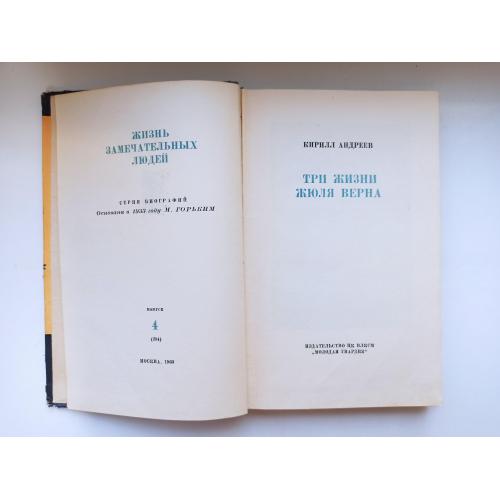 ЖИЗНЬ
ЗАМЕЧАТЕЛЬНЫХ
ЛЮДЕЙ
СЕРИЯ БИОГРАФИЙ
Основана в 1933 году М. ГОРЬКИМ
ВЫПУСК
4
МОСКВА, 1960
КИРИЛЛ АНДРЕЕВ
ТРИ ЖИЗНИ
ЖЮЛЯ ВЕРНА
ИЗДАТЕЛЬСТВО ЦК ВЛКСМ
„МОЛОДАЯ ГВАРДИЯ“